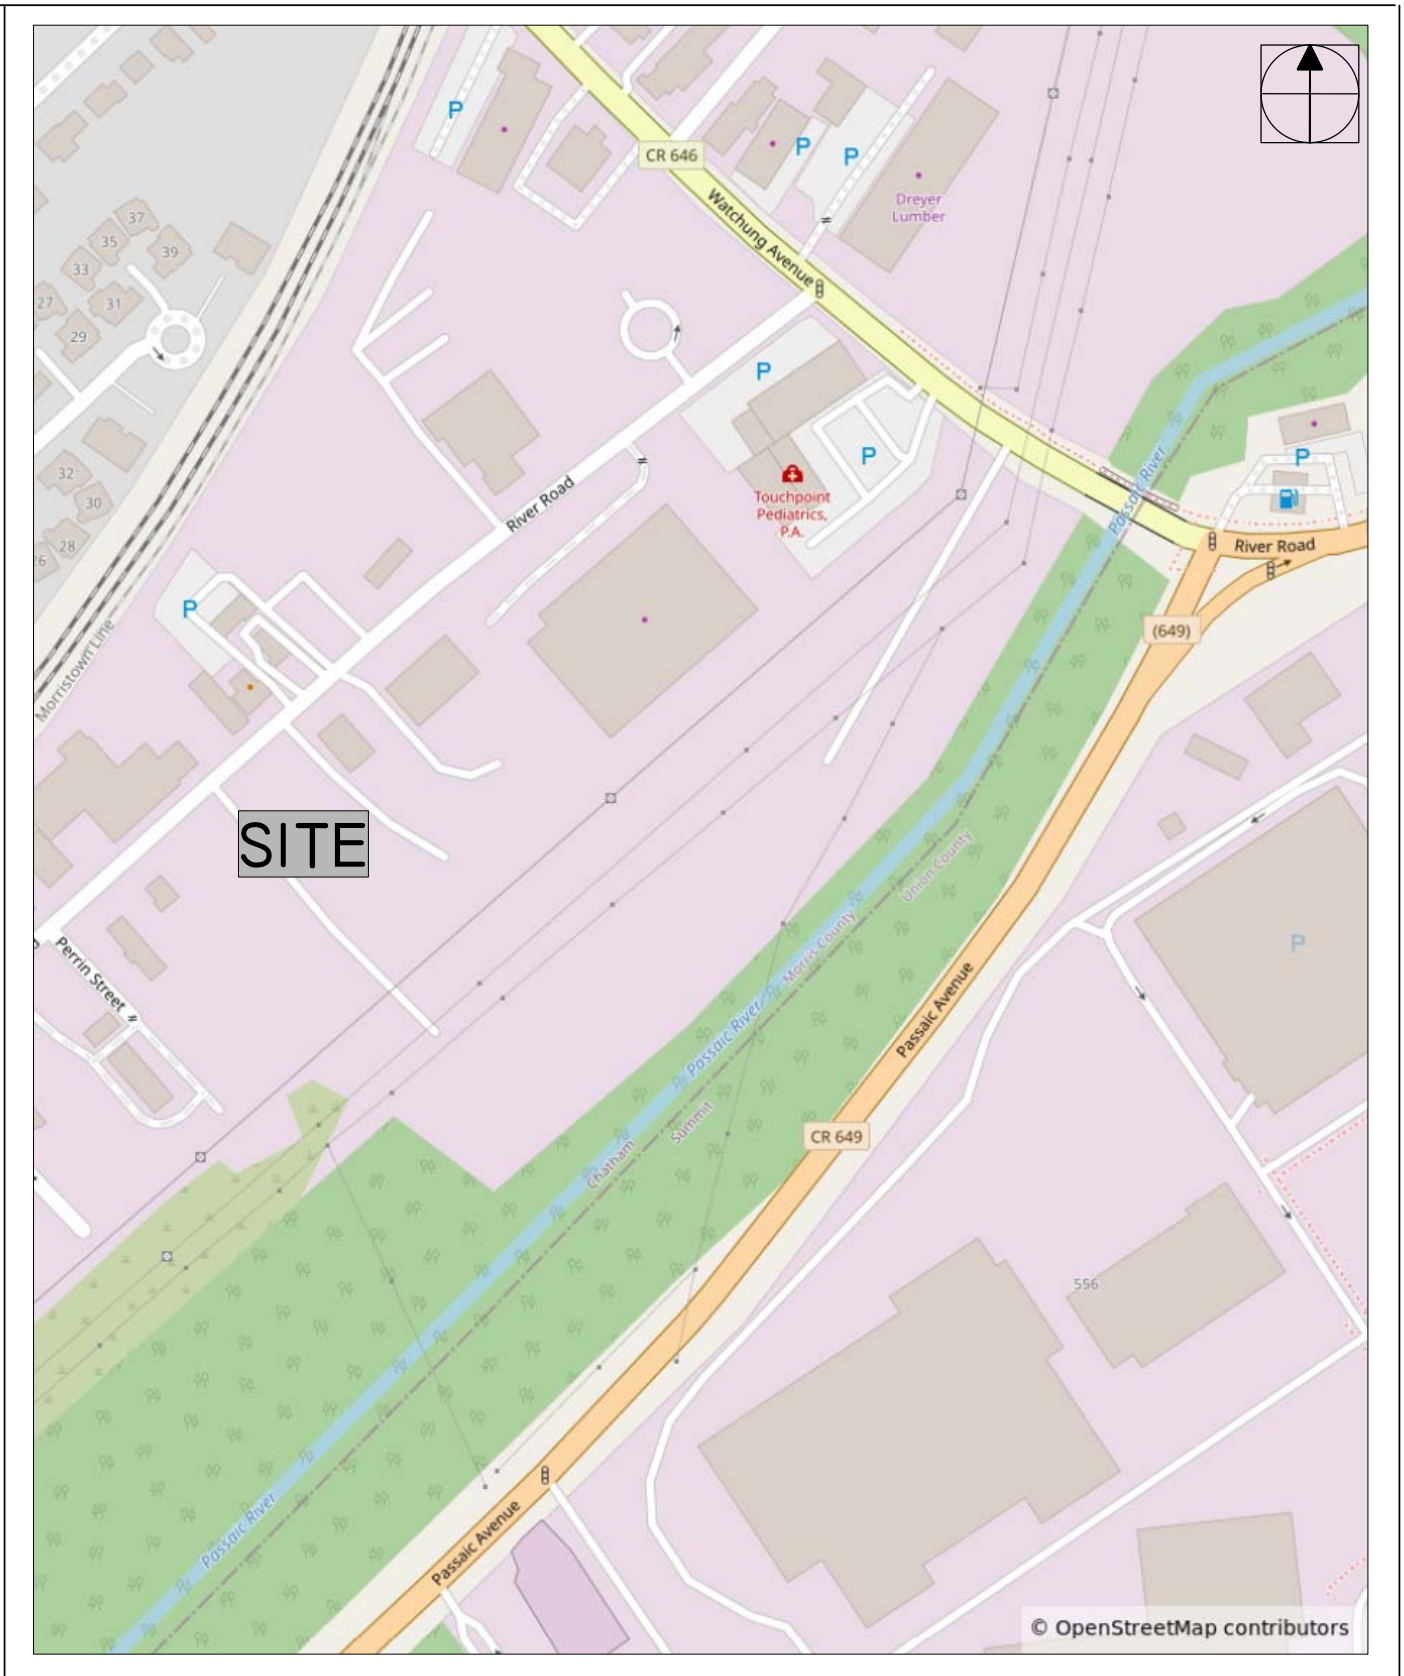 P
CR 646
P
P
Dreyer
Lumber
Watchung Avenue
37
35
39
33
27
31
29
P
32
30
28
26
River Road
P
Touchpoint
Pediatrics,
P.A.
Passaic River
P
River Road
(649)
P
Morristown Line
SITE
Union County
Morris County
Perrin Street
Passaic River
Passaic Avenue
P
Summit
Chatham
CR 649
556
Passaic River
Passaic Avenue
© OpenStreetMap contributors